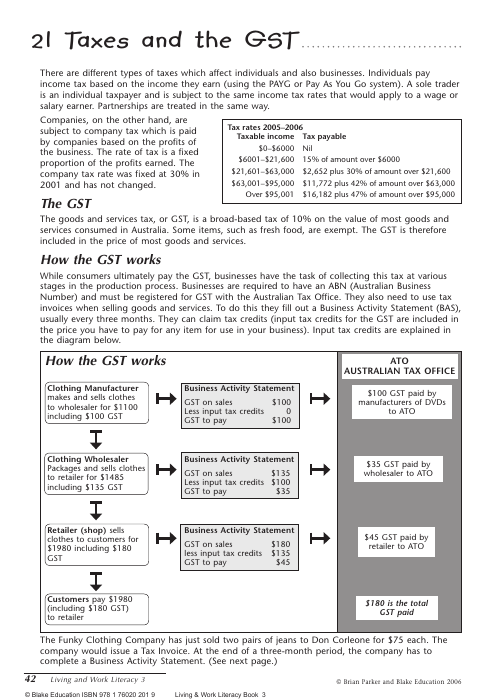 21 Taxes and the GST
There are different types of taxes which affect individuals and also businesses. Individuals pay
income tax based on the income they earn (using the PAYG or Pay As You Go system). A sole trader
is an individual taxpayer and is subject to the same income tax rates that would apply to a wage or
salary earner. Partnerships are treated in the same way.
Companies, on the other hand, are
subject to company tax which is paid
by companies based on the profits of
the business. The rate of tax is a fixed
proportion of the profits earned. The
company tax rate was fixed at 30% in
2001 and has not changed.
Tax rates 2005–2006
Taxable income Tax payable
$0–$6000 Nil
$6001–$21,600 15% of amount over $6000
$21,601–$63,000 $2,652 plus 30% of amount over $21,600
$63,001–$95,000 $11,772 plus 42% of amount over $63,000
Over $95,001 $16,182 plus 47% of amount over $95,000
The GST
The goods and services tax, or GST, is a broad-based tax of 10% on the value of most goods and
services consumed in Australia. Some items, such as fresh food, are exempt. The GST is therefore
included in the price of most goods and services.
How the GST works
While consumers ultimately pay the GST, businesses have the task of collecting this tax at various
stages in the production process. Businesses are required to have an ABN (Australian Business
Number) and must be registered for GST with the Australian Tax Office. They also need to use tax
invoices when selling goods and services. To do this they fill out a Business Activity Statement (BAS),
usually every three months. They can claim tax credits (input tax credits for the GST are included in
the price you have to pay for any item for use in your business). Input tax credits are explained in
the diagram below.
How the GST works
ATO
AUSTRALIAN TAX OFFICE
Clothing Manufacturer
makes and sells clothes
to wholesaler for $1100
including $100 GST
Business Activity Statement
GST on sales $100
Less input tax credits 0
GST to pay $100
$100 GST paid by
manufacturers of DVDs
to ATO
Clothing Wholesaler
Packages and sells clothes
to retailer for $1485
including $135 GST
Business Activity Statement
GST on sales $135
Less input tax credits $100
GST to pay $35
$35 GST paid by
wholesaler to ATO
Retailer (shop) sells
clothes to customers for
$1980 including $180
GST
Business Activity Statement
GST on sales $180
less input tax credits $135
GST to pay $45
$45 GST paid by
retailer to ATO
Customers pay $1980
(including $180 GST)
to retailer
$180 is the total
GST paid
The Funky Clothing Company has just sold two pairs of jeans to Don Corleone for $75 each. The
company would issue a Tax Invoice. At the end of a three-month period, the company has to
complete a Business Activity Statement. (See next page.)
42 Living and Work Literacy 3
© Brian Parker and Blake Education 2006
© Blake Education ISBN 978 1 76020 201 9 Living & Work Literacy Book 3